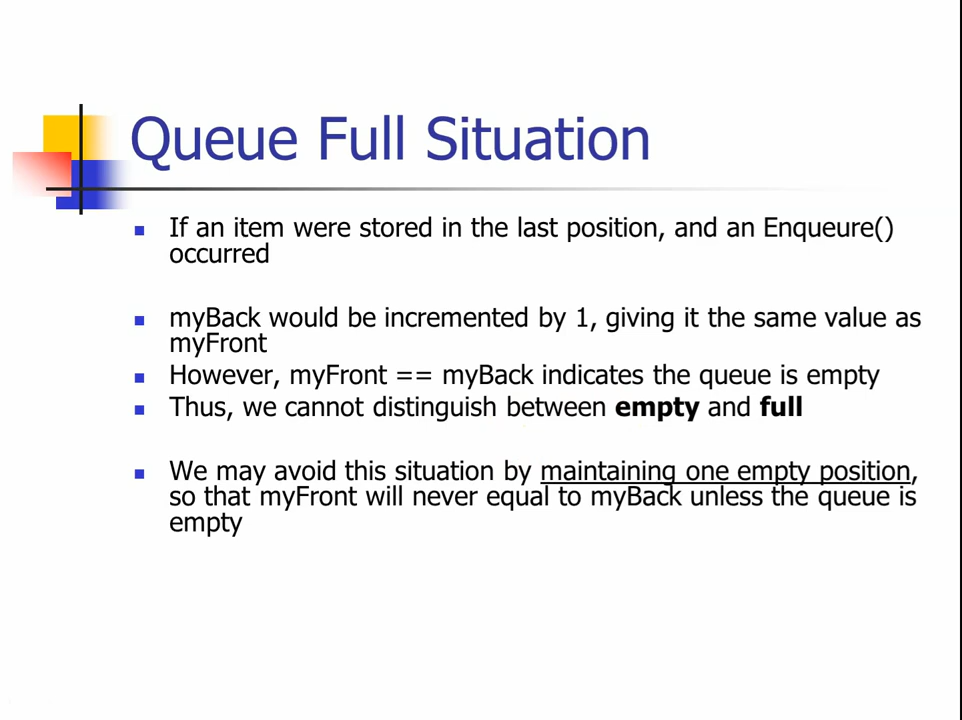 Queue Full Situation
If an item were stored in the last position, and an Enqueure()
occurred
myBack would be incremented by 1, giving it the same value as
myFront
However, myFront == myBack indicates the queue is empty
Thus, we cannot distinguish between empty and full
We may avoid this situation by maintaining one empty position,
so that myFront will never equal to myBack unless the queue is
empty